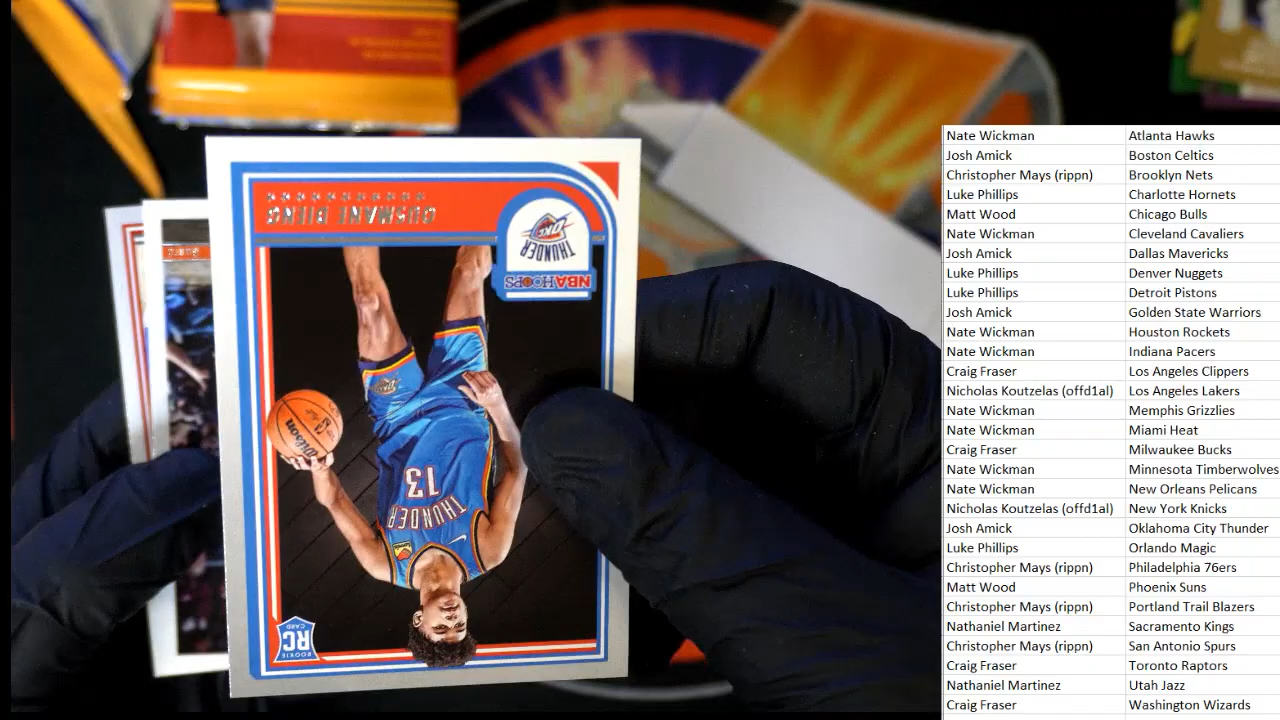 OUSMANE DIENG
THUNDER
OKC
NBA HOOPS
Wilson
13
THUNDER
ROOKIE
RC
CARD
Nate Wickman Atlanta Hawks
Josh Amick Boston Celtics
Christopher Mays (rippn) Brooklyn Nets
Luke Phillips Charlotte Hornets
Matt Wood Chicago Bulls
Nate Wickman Cleveland Cavaliers
Josh Amick Dallas Mavericks
Luke Phillips Denver Nuggets
Luke Phillips Detroit Pistons
Josh Amick Golden State Warriors
Nate Wickman Houston Rockets
Nate Wickman Indiana Pacers
Craig Fraser Los Angeles Clippers
Nicholas Koutzelas (offd1al) Los Angeles Lakers
Nate Wickman Memphis Grizzlies
Nate Wickman Miami Heat
Craig Fraser Milwaukee Bucks
Nate Wickman Minnesota Timberwolves
Nate Wickman New Orleans Pelicans
Nicholas Koutzelas (offd1al) New York Knicks
Josh Amick Oklahoma City Thunder
Luke Phillips Orlando Magic
Christopher Mays (rippn) Philadelphia 76ers
Matt Wood Phoenix Suns
Christopher Mays (rippn) Portland Trail Blazers
Nathaniel Martinez Sacramento Kings
Christopher Mays (rippn) San Antonio Spurs
Craig Fraser Toronto Raptors
Nathaniel Martinez Utah Jazz
Craig Fraser Washington Wizards